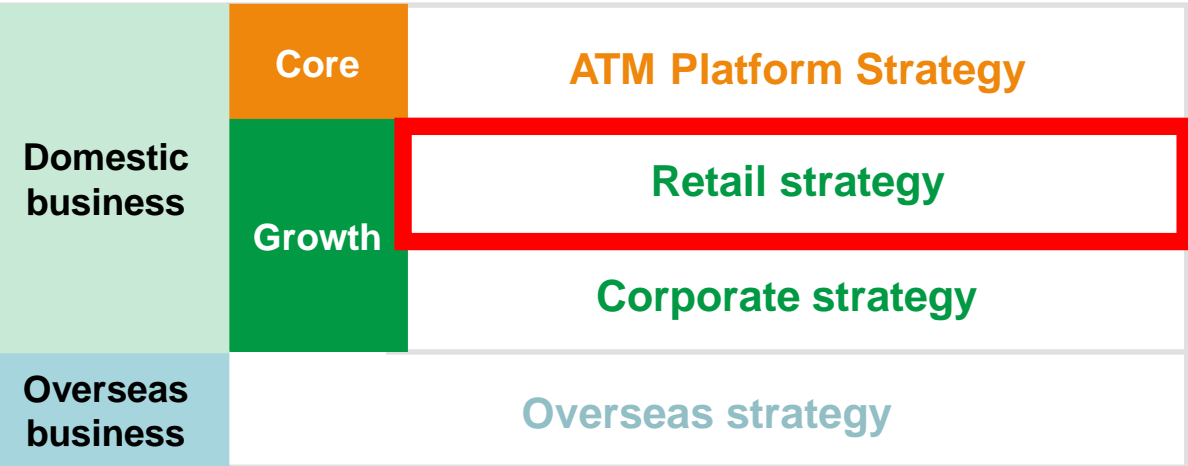 Domestic
business
Core
ATM Platform Strategy
Growth
Retail strategy
Corporate strategy
Overseas
business
Overseas strategy